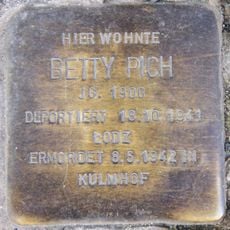 HIER WOHNTE
BETTY PICH
JG. 1900
DEPORTIERT 18.10.1941
LODZ
ERMORDET 8.5.1942 IN
KULMHOF